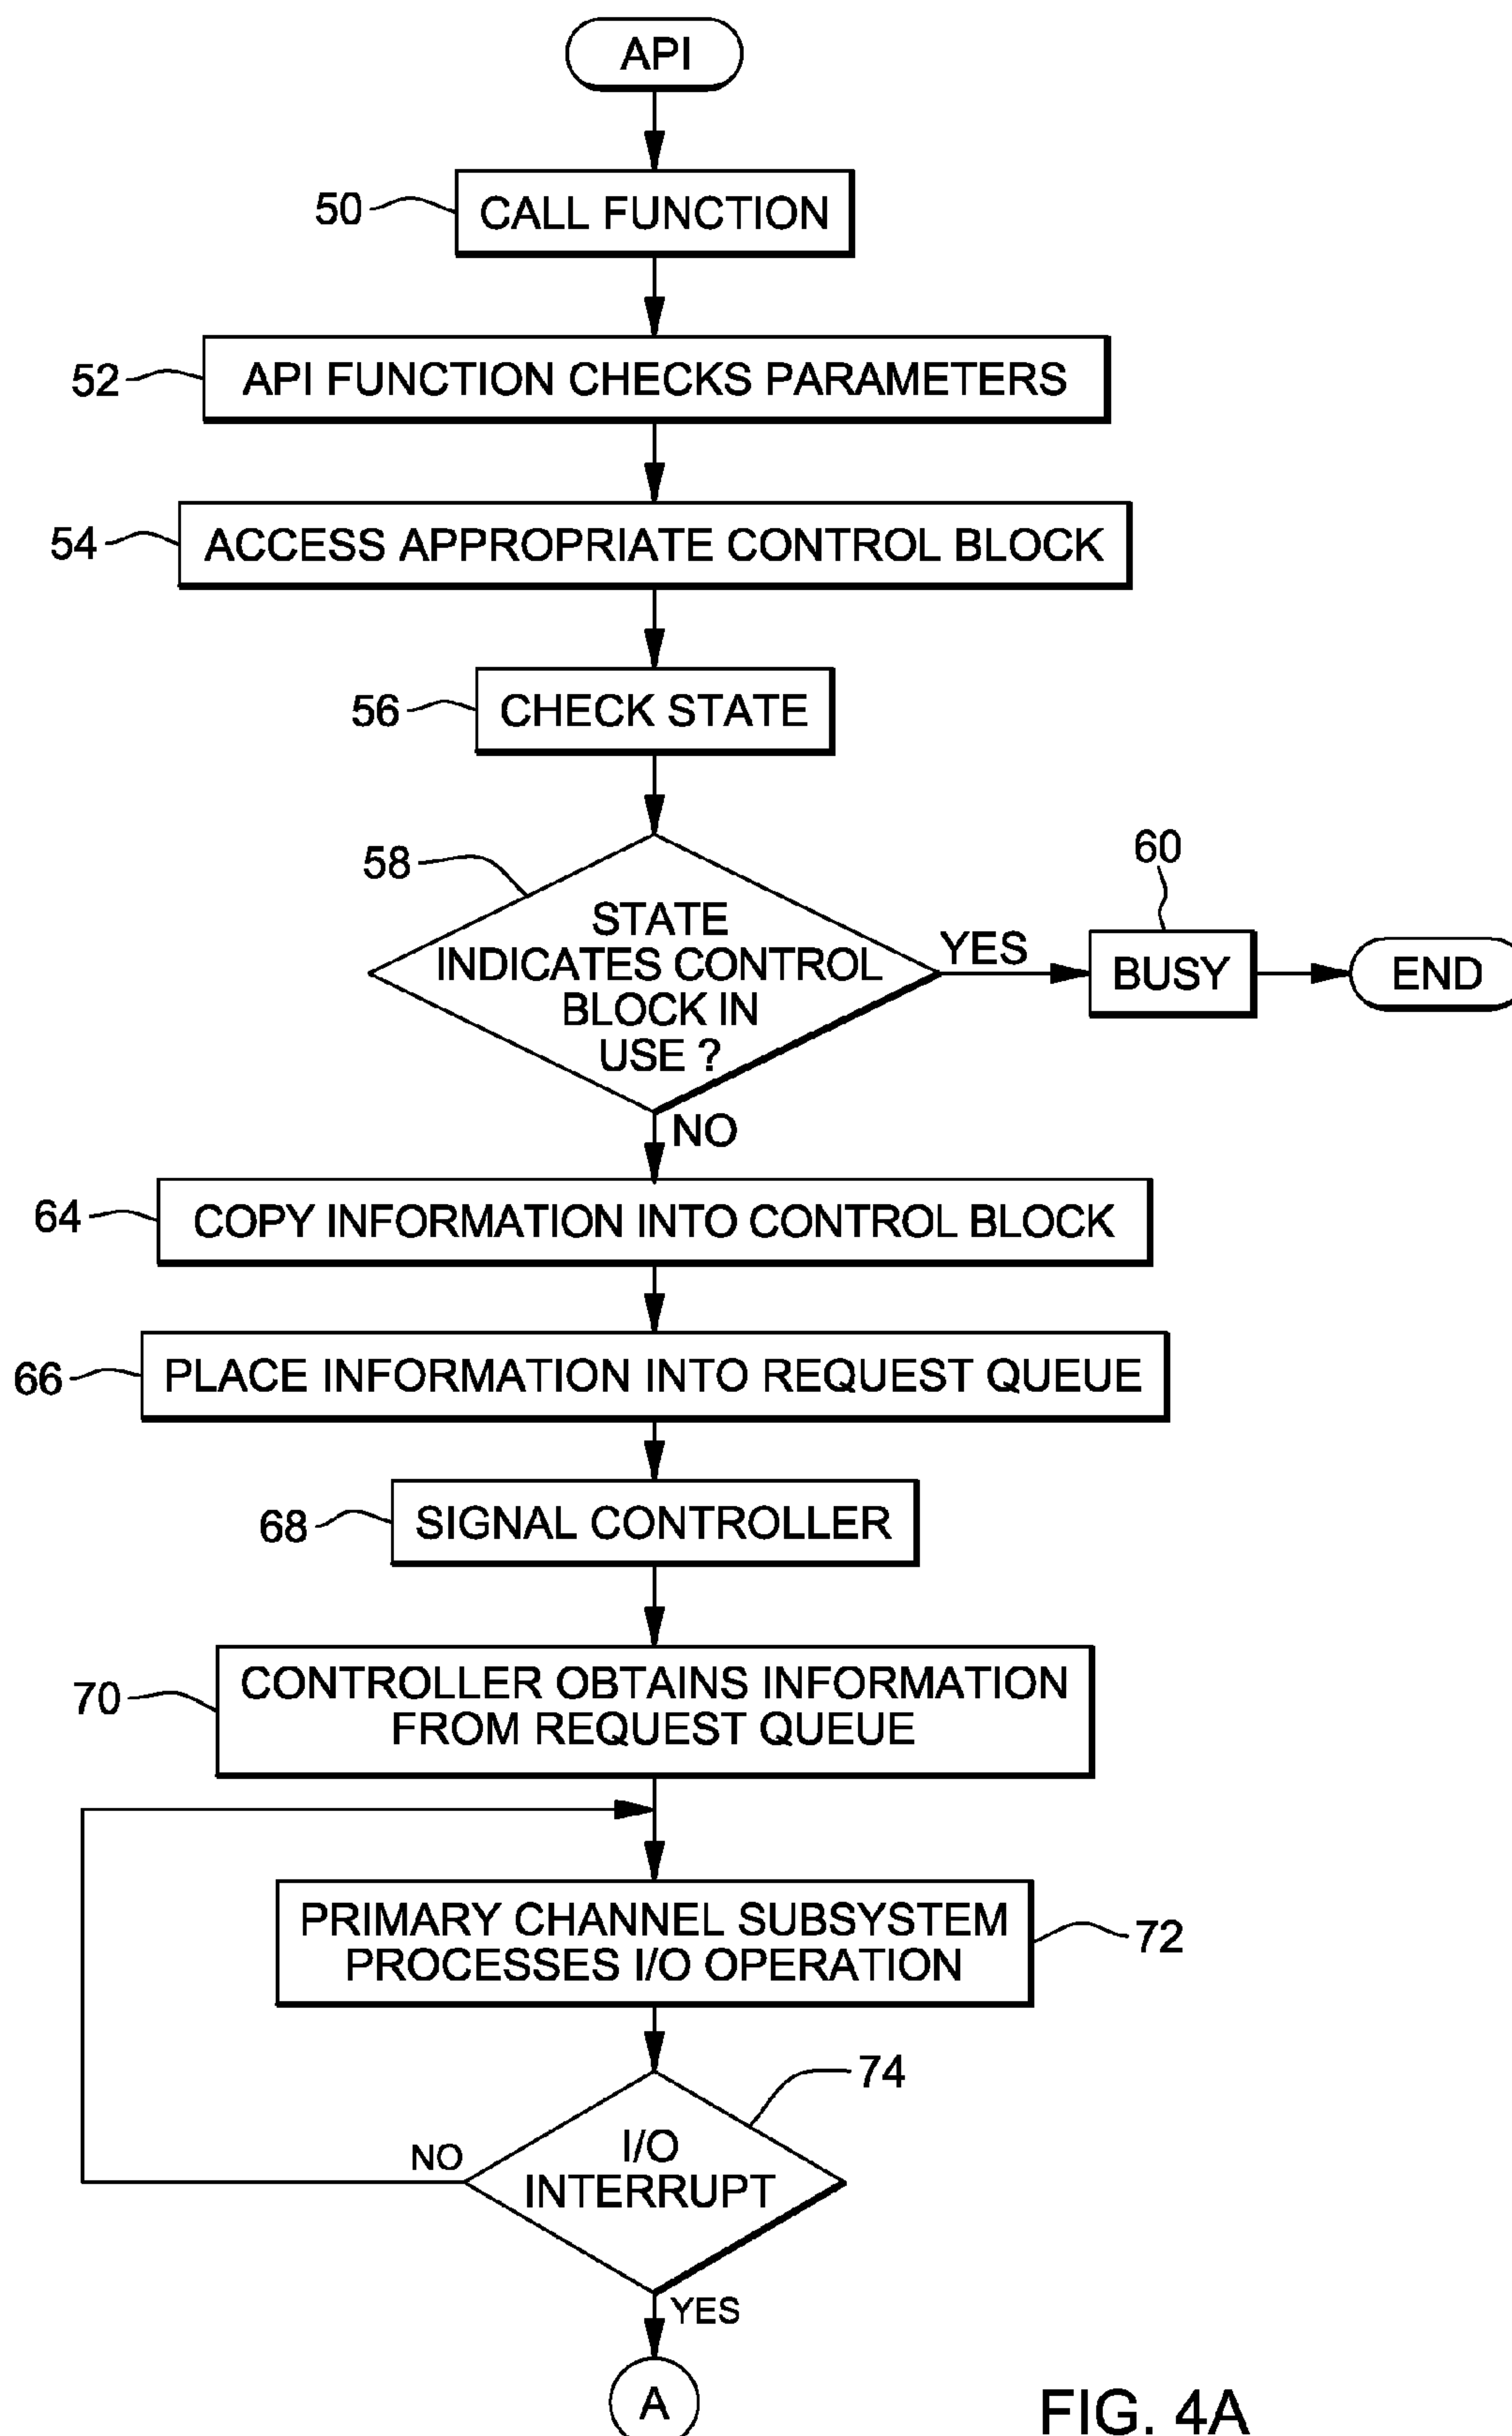 API
50
CALL FUNCTION
52
API FUNCTION CHECKS PARAMETERS
54
ACCESS APPROPRIATE CONTROL BLOCK
56
CHECK STATE
58
STATE
INDICATES CONTROL
BLOCK IN
USE ?
YES
60
BUSY
END
NO
64
COPY INFORMATION INTO CONTROL BLOCK
66
PLACE INFORMATION INTO REQUEST QUEUE
68
SIGNAL CONTROLLER
70
CONTROLLER OBTAINS INFORMATION
FROM REQUEST QUEUE
PRIMARY CHANNEL SUBSYSTEM
PROCESSES I/O OPERATION
72
74
I/O
INTERRUPT
NO
YES
A
FIG. 4A